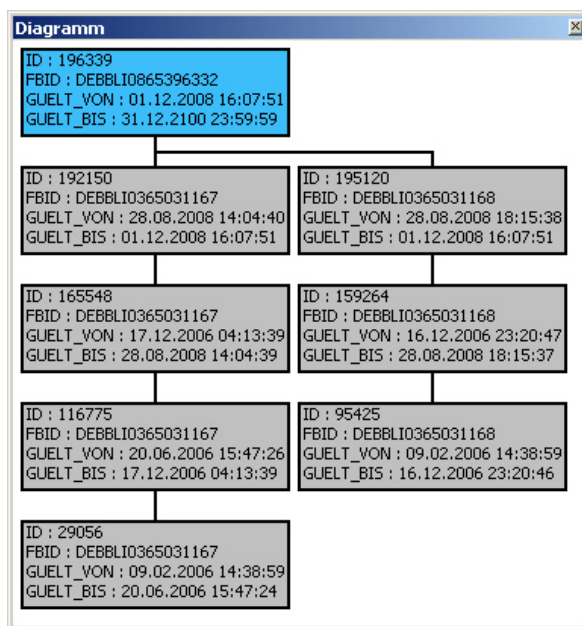 Diagramm
ID : 196339
FBID : DEBBLI0865396332
GUELT_VON : 01.12.2008 16:07:51
GUELT_BIS : 31.12.2100 23:59:59
ID : 192150
FBID : DEBBLI0365031167
GUELT_VON : 28.08.2008 14:04:40
GUELT_BIS : 01.12.2008 16:07:51
ID : 195120
FBID : DEBBLI0365031168
GUELT_VON : 28.08.2008 18:15:38
GUELT_BIS : 01.12.2008 16:07:51
ID : 165548
FBID : DEBBLI0365031167
GUELT_VON : 17.12.2006 04:13:39
GUELT_BIS : 28.08.2008 14:04:39
ID : 159264
FBID : DEBBLI0365031168
GUELT_VON : 16.12.2006 23:20:47
GUELT_BIS : 28.08.2008 18:15:37
ID : 116775
FBID : DEBBLI0365031167
GUELT_VON : 20.06.2006 15:47:26
GUELT_BIS : 17.12.2006 04:13:39
ID : 95425
FBID : DEBBLI0365031168
GUELT_VON : 09.02.2006 14:38:59
GUELT_BIS : 16.12.2006 23:20:46
ID : 29056
FBID : DEBBLI0365031167
GUELT_VON : 09.02.2006 14:38:59
GUELT_BIS : 20.06.2006 15:47:24